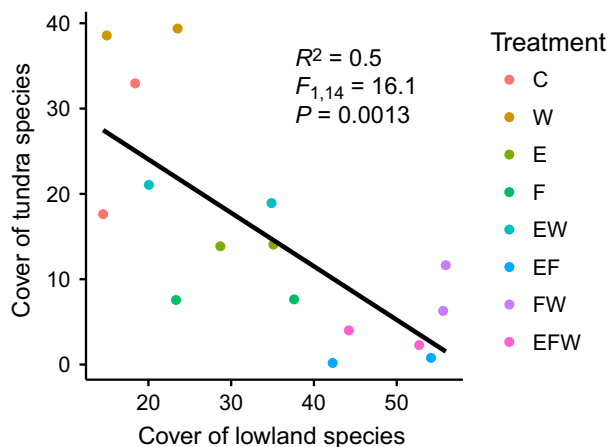 40
30
20
10
0
20 30 40 50
Cover of tundra species
Cover of lowland species
R² = 0.5
F₁,₁₄ = 16.1
P = 0.0013
Treatment
C
W
E
F
EW
EF
FW
EFW